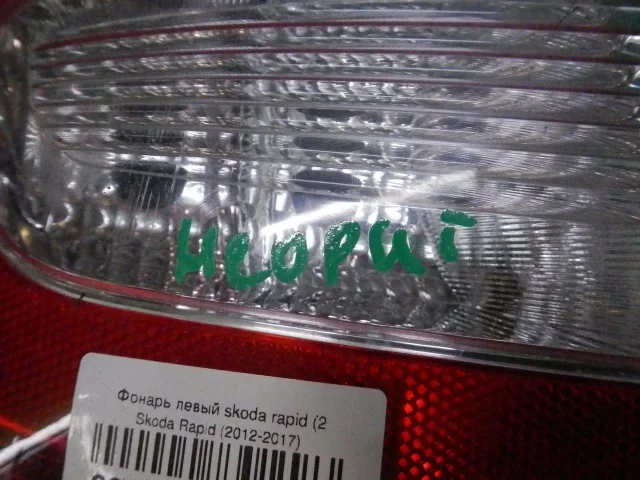 неориг
Фонарь левый skoda rapid (2
Skoda Rapid (2012-2017)